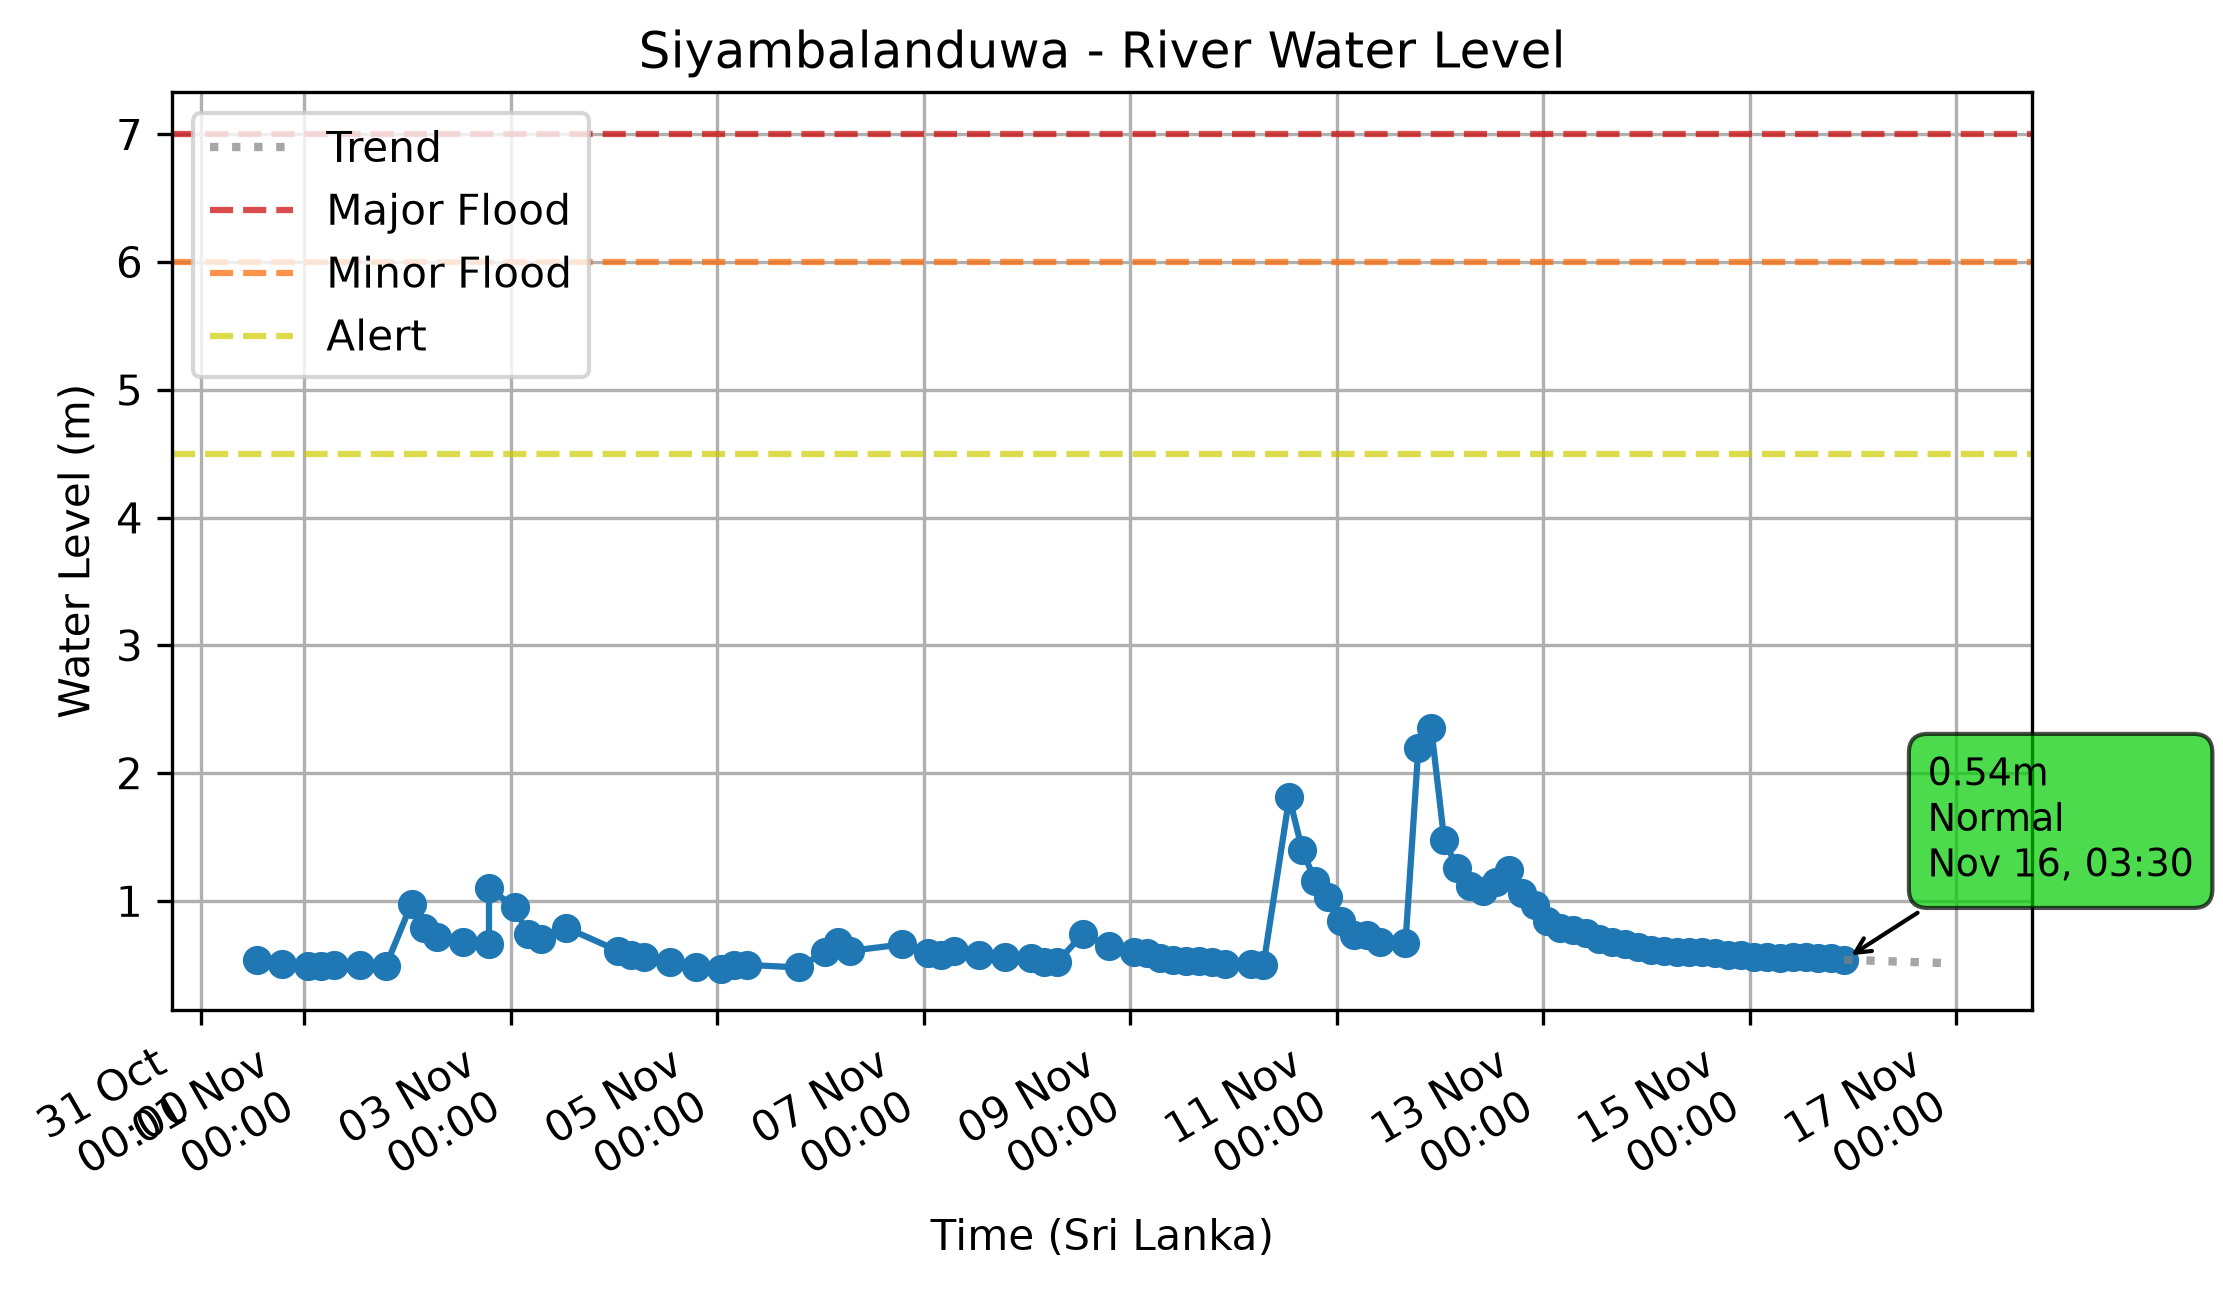 Siyambalanduwa - River Water Level
7
6
5
4
3
2
1
Water Level (m)
Trend
Major Flood
Minor Flood
Alert
0.54m
Normal
Nov 16, 03:30
31 Oct
00:00
01 Nov
00:00
03 Nov
00:00
05 Nov
00:00
07 Nov
00:00
09 Nov
00:00
11 Nov
00:00
13 Nov
00:00
15 Nov
00:00
17 Nov
00:00
Time (Sri Lanka)